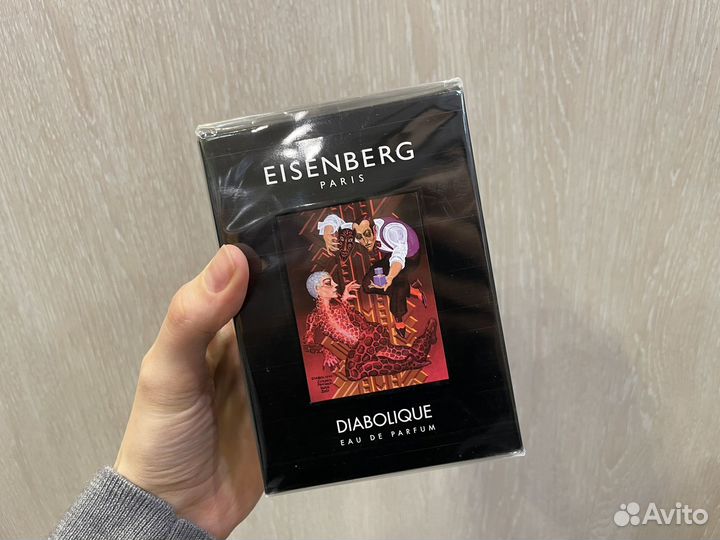 EISENBERG
PARIS
DIABOLIQUE
EAU DE PARFUM
Avito